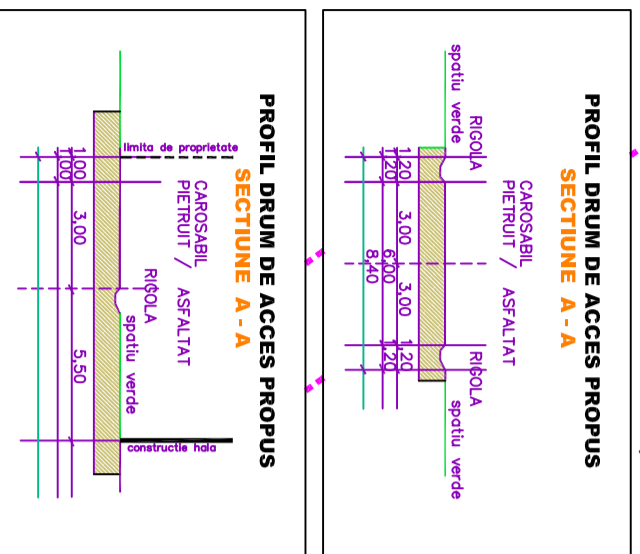 PROFIL DRUM DE ACCES PROPUS
SECTIUNE A - A
CAROSABIL
PIETRUIT / ASFALTAT
spatiu verde
RIGOLA
RIGOLA
spatiu verde
1,20 3,00 3,00 1,20
1,20 6,00 1,20
8,40
PROFIL DRUM DE ACCES PROPUS
SECTIUNE A - A
limita de proprietate
CAROSABIL
PIETRUIT / ASFALTAT
RIGOLA
spatiu verde
constructie hala
1,00 3,00 5,50
1,00